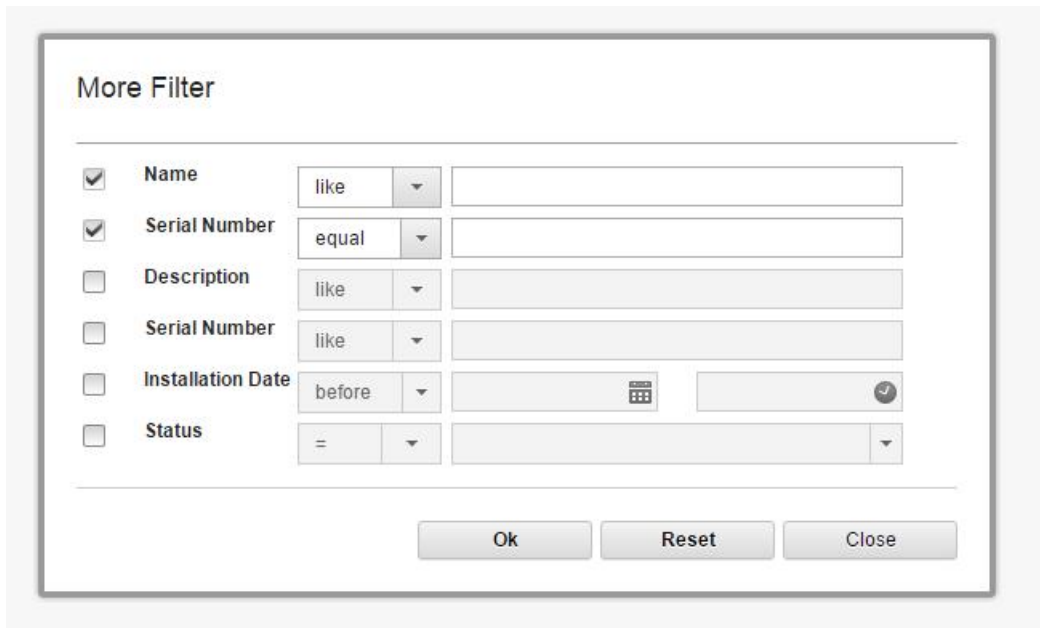 More Filter
Name like
Serial Number equal
Description like
Serial Number like
Installation Date before
Status =
Ok Reset Close